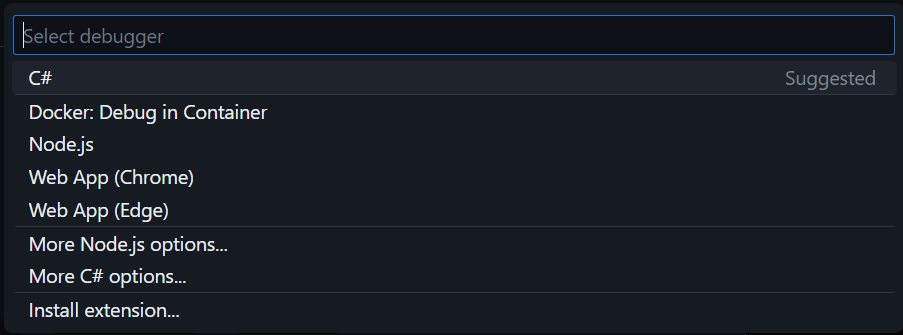 Select debugger
C# Suggested
Docker: Debug in Container
Node.js
Web App (Chrome)
Web App (Edge)
More Node.js options...
More C# options...
Install extension...